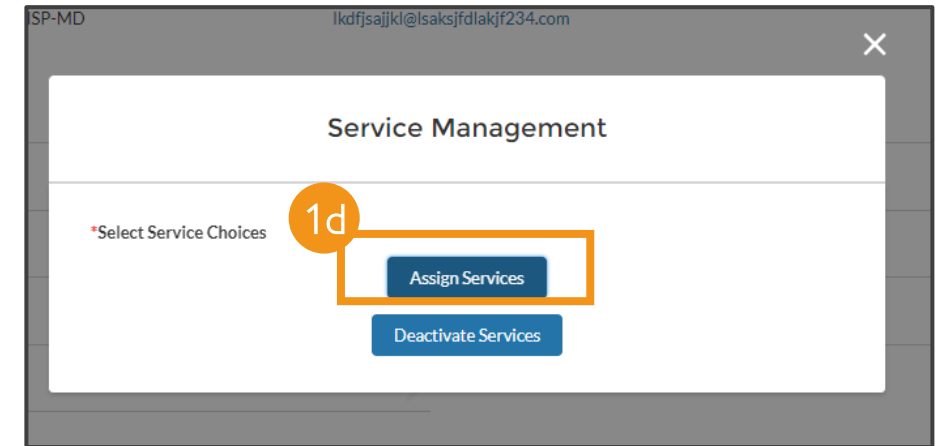 ISP-MD lkdfjsajjkl@lsaksjfdlakjf234.com
Service Management
1d
*Select Service Choices
Assign Services
Deactivate Services